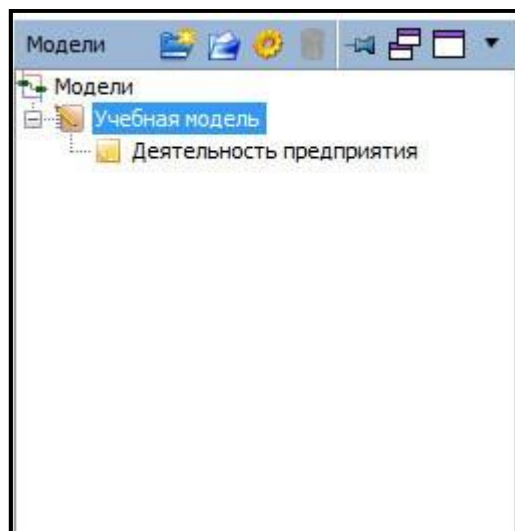 Модели
Модели
Учебная модель
Деятельность предприятия